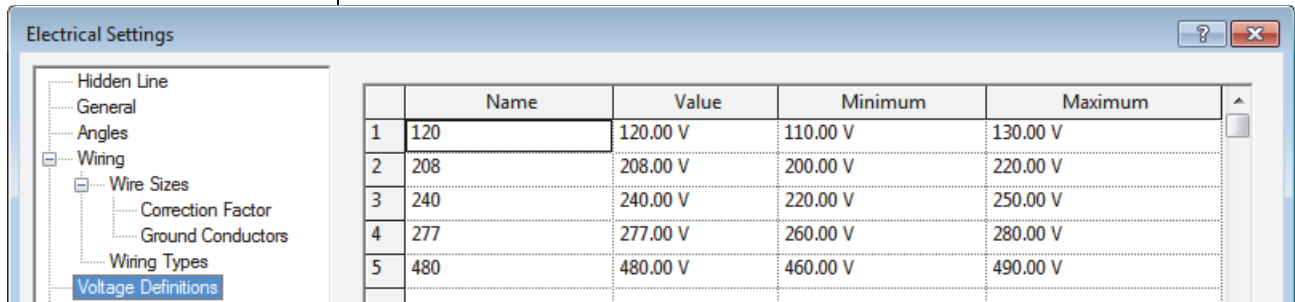 Electrical Settings
Hidden Line
General
Angles
Wiring
Wire Sizes
Correction Factor
Ground Conductors
Wiring Types
Voltage Definitions
Name Value Minimum Maximum
1 120 120.00 V 110.00 V 130.00 V
2 208 208.00 V 200.00 V 220.00 V
3 240 240.00 V 220.00 V 250.00 V
4 277 277.00 V 260.00 V 280.00 V
5 480 480.00 V 460.00 V 490.00 V